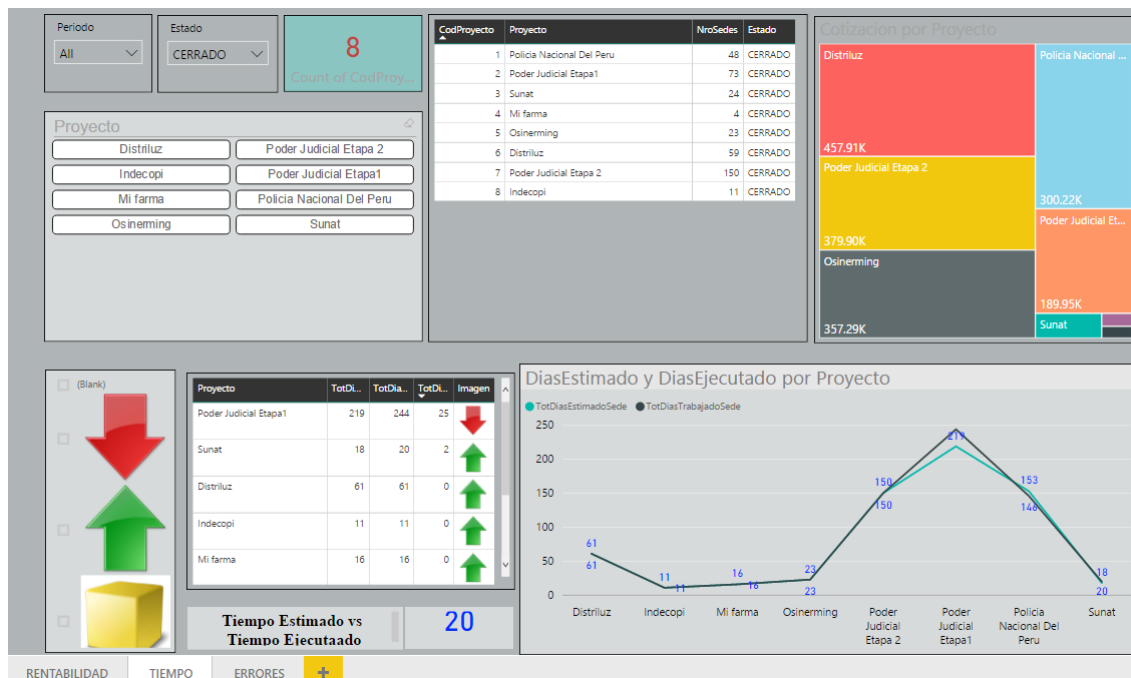 Periodo
All
Estado
CERRADO
8
Count of CodProy...
CodProyecto Proyecto NroSedes Estado
1 Policia Nacional Del Peru 48 CERRADO
2 Poder Judicial Etapa1 73 CERRADO
3 Sunat 24 CERRADO
4 Mi farma 4 CERRADO
5 Osinerming 23 CERRADO
6 Distriluz 59 CERRADO
7 Poder Judicial Etapa 2 150 CERRADO
8 Indecopi 11 CERRADO
Cotizacion por Proyecto
Distriluz
457.91K
Poder Judicial Etapa 2
379.90K
Osinerming
357.29K
Policia Nacional ...
300.22K
Poder Judicial Et...
189.95K
Sunat
Proyecto
Distriluz Poder Judicial Etapa 2
Indecopi Poder Judicial Etapa1
Mi farma Policia Nacional Del Peru
Osinerming Sunat
(Blank)
Proyecto TotDi... TotDia... TotDi... Imagen
Poder Judicial Etapa1 219 244 25
Sunat 18 20 2
Distriluz 61 61 0
Indecopi 11 11 0
Mi farma 16 16 0
Tiempo Estimado vs
Tiempo Ejecutaado
20
DiasEstimado y DiasEjecutado por Proyecto
TotDiasEstimadoSede TotDiasTrabajadoSede
250
200
150
100
50
0
61
61
11
11
16
16
23
23
150
150
219
153
146
18
20
Distriluz Indecopi Mi farma Osinerming Poder Judicial Etapa 2 Poder Judicial Etapa1 Policia Nacional Del Peru Sunat
RENTABILIDAD TIEMPO ERRORES +